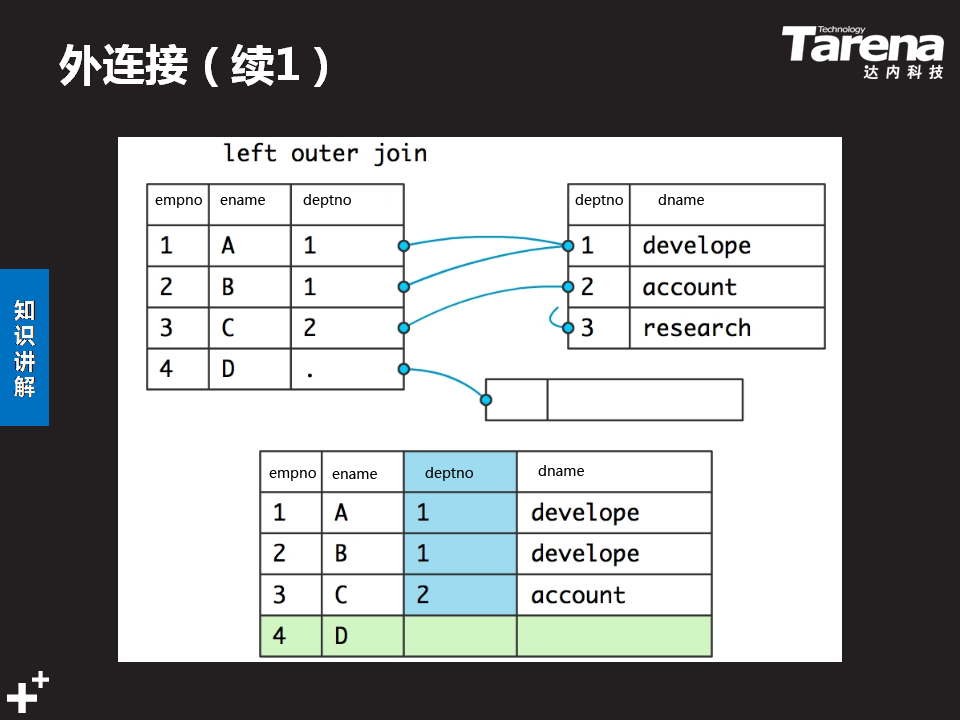 外连接（续1）
Technology
Tarena
达内科技
知识讲解
left outer join
empno ename deptno
1 A 1
2 B 1
3 C 2
4 D .
deptno dname
1 develope
2 account
3 research
empno ename deptno dname
1 A 1 develope
2 B 1 develope
3 C 2 account
4 D